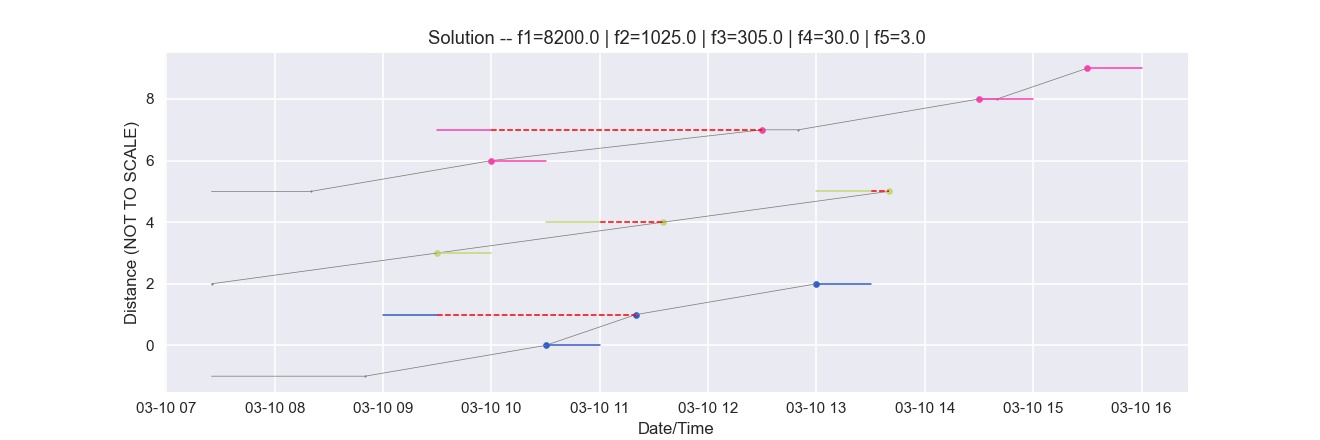 Solution -- f1=8200.0 | f2=1025.0 | f3=305.0 | f4=30.0 | f5=3.0
Distance (NOT TO SCALE)
8
6
4
2
0
03-10 07 03-10 08 03-10 09 03-10 10 03-10 11 03-10 12 03-10 13 03-10 14 03-10 15 03-10 16
Date/Time